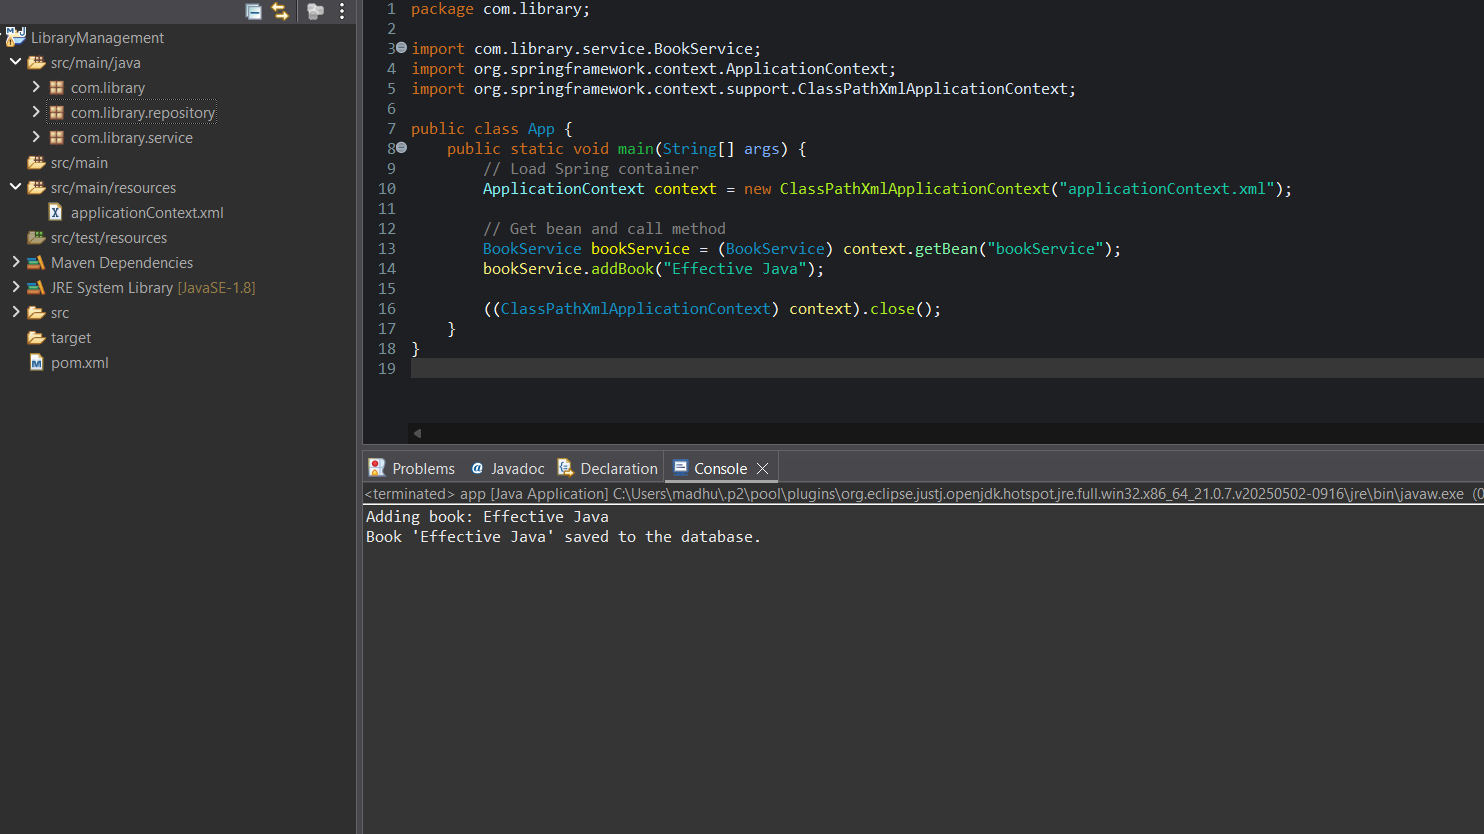 LibraryManagement
src/main/java
com.library
com.library.repository
com.library.service
src/main
src/main/resources
applicationContext.xml
src/test/resources
Maven Dependencies
JRE System Library [JavaSE-1.8]
src
target
pom.xml
1 package com.library;
2
3 import com.library.service.BookService;
4 import org.springframework.context.ApplicationContext;
5 import org.springframework.context.support.ClassPathXmlApplicationContext;
6
7 public class App {
8     public static void main(String[] args) {
9         // Load Spring container
10         ApplicationContext context = new ClassPathXmlApplicationContext("applicationContext.xml");
11
12         // Get bean and call method
13         BookService bookService = (BookService) context.getBean("bookService");
14         bookService.addBook("Effective Java");
15
16         ((ClassPathXmlApplicationContext) context).close();
17     }
18 }
19
Problems @ Javadoc Declaration Console
<terminated> app [Java Application] C:\Users\madhu\.p2\pool\plugins\org.eclipse.justj.openjdk.hotspot.jre.full.win32.x86_64_21.0.7.v20250502-0916\jre\bin\javaw.exe (0
Adding book: Effective Java
Book 'Effective Java' saved to the database.